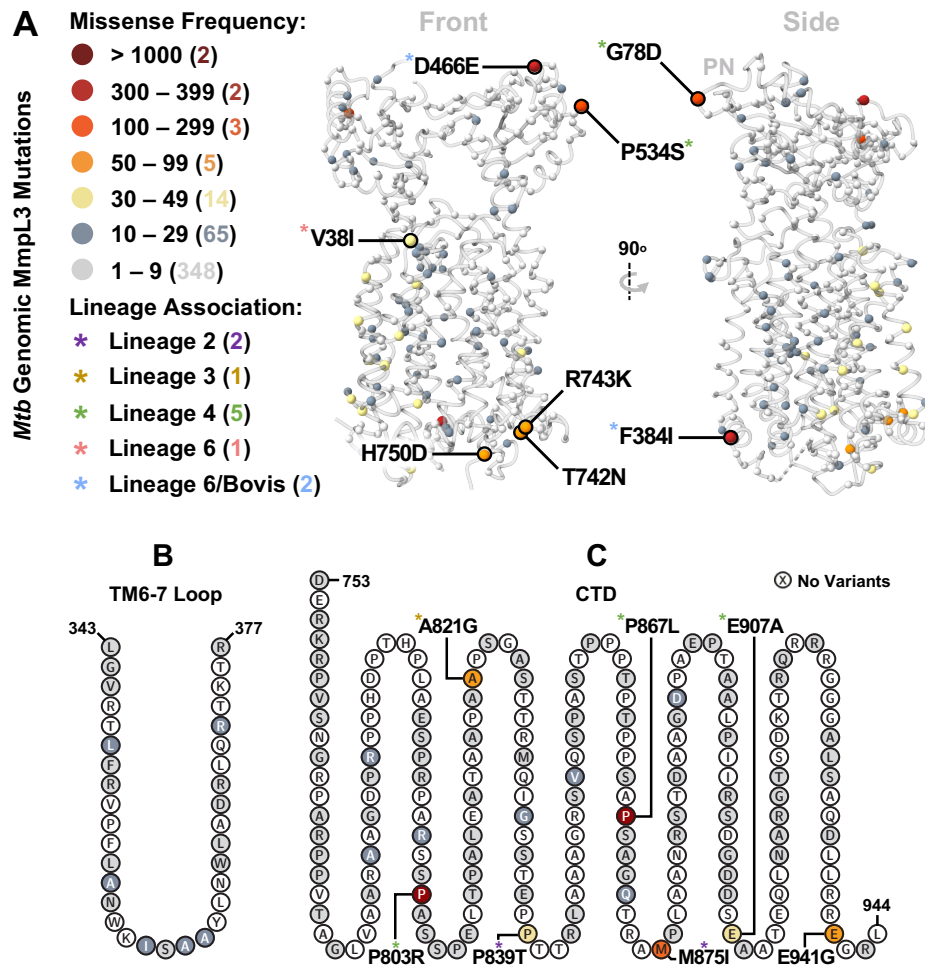 A
Mtb Genomic MmpL3 Mutations
Missense Frequency:
> 1000 (2)
300 – 399 (2)
100 – 299 (3)
50 – 99 (5)
30 – 49 (14)
10 – 29 (65)
1 – 9 (348)
Lineage Association:
* Lineage 2 (2)
* Lineage 3 (1)
* Lineage 4 (5)
* Lineage 6 (1)
* Lineage 6/Bovis (2)
Front
*D466E
P534S*
*V38I
R743K
H750D
T742N
90o
Side
*G78D
PN
*F384I
B
TM6-7 Loop
343
377
L G V R T L F R V P F L A N W K I S A A Y N L W L A D R L Q R T K T R
C
CTD
X No Variants
753
*A821G
*P867L
*E907A
D E R K R P V S N G R P A R P P V T A G L V A A R A A G D P R P P H D P T H P L A E S P R P A R S S P A S S P E L T P A L E A T A A P A A P S G A S T T R M Q I G S S T E P P T T R L A A A G R S V Q S P A S T P P P T P T P P S A P S A G Q T R A M P L A A N R S T D A A G D P A E P T A A L P I I R S D G D D S E A A T E Q L N A R G T S D K T R Q R R R G G G A L S A Q D L L R R E G R L
*P803R
*P839T
M875I*
E941G
944